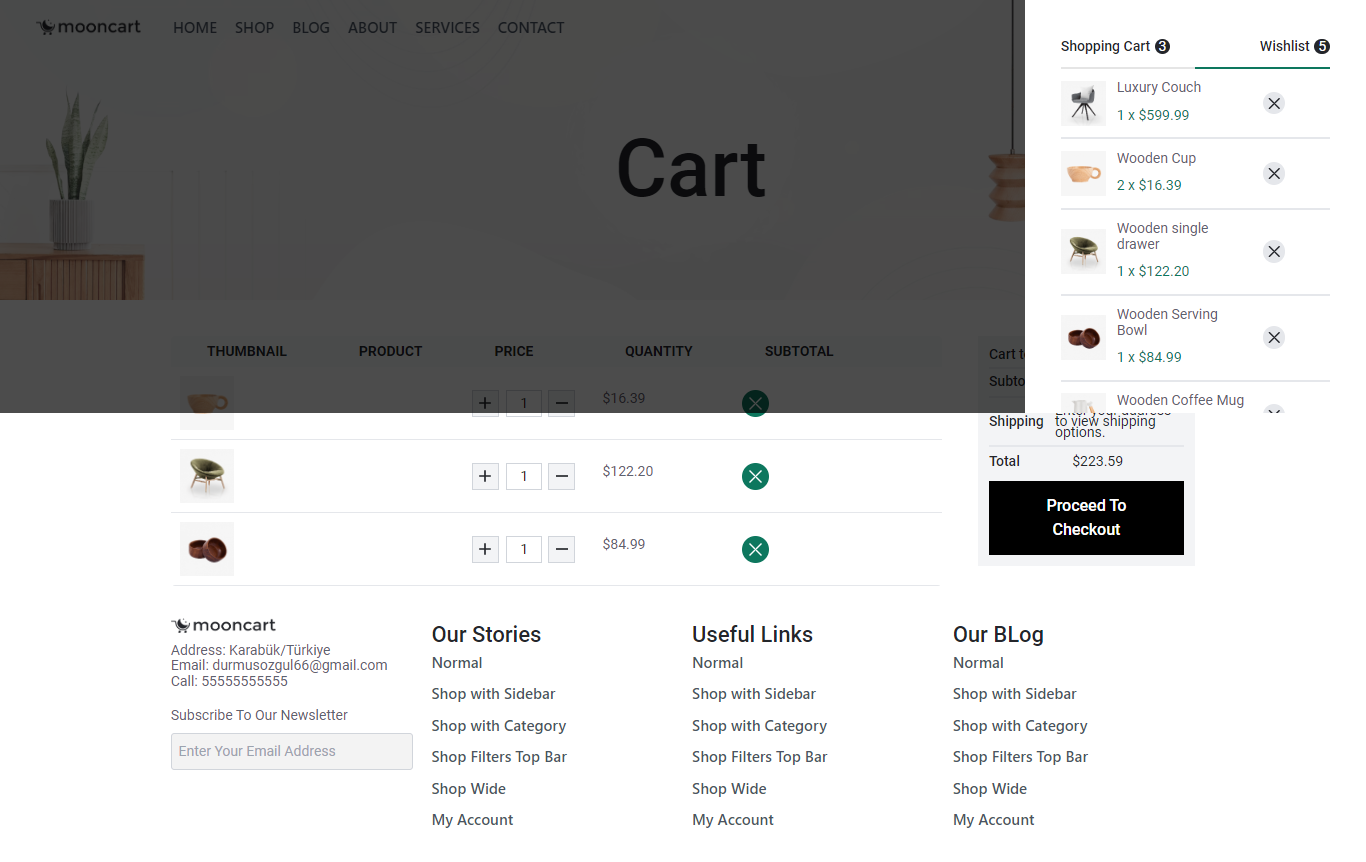 mooncart HOME SHOP BLOG ABOUT SERVICES CONTACT
Cart
Shopping Cart 3 Wishlist 5
Luxury Couch
1 x $599.99
Wooden Cup
2 x $16.39
Wooden single
drawer
1 x $122.20
Wooden Serving
Bowl
1 x $84.99
Wooden Coffee Mug
THUMBNAIL PRODUCT PRICE QUANTITY SUBTOTAL
1 $16.39
1 $122.20
1 $84.99
Cart to
Subto
Shipping
Enter your address
to view shipping
options.
Total $223.59
Proceed To
Checkout
mooncart
Address: Karabük/Türkiye
Email: durmusozgul66@gmail.com
Call: 55555555555
Subscribe To Our Newsletter
Enter Your Email Address
Our Stories
Normal
Shop with Sidebar
Shop with Category
Shop Filters Top Bar
Shop Wide
My Account
Useful Links
Normal
Shop with Sidebar
Shop with Category
Shop Filters Top Bar
Shop Wide
My Account
Our BLog
Normal
Shop with Sidebar
Shop with Category
Shop Filters Top Bar
Shop Wide
My Account